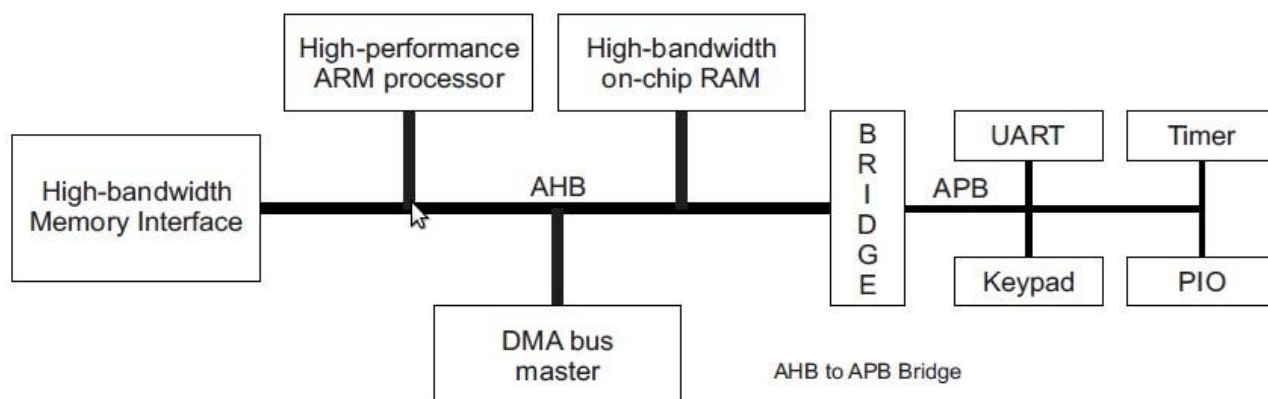 High-performance
ARM processor
High-bandwidth
on-chip RAM
High-bandwidth
Memory Interface
AHB
DMA bus
master
B
R
I
D
G
E
APB
UART
Timer
Keypad
PIO
AHB to APB Bridge